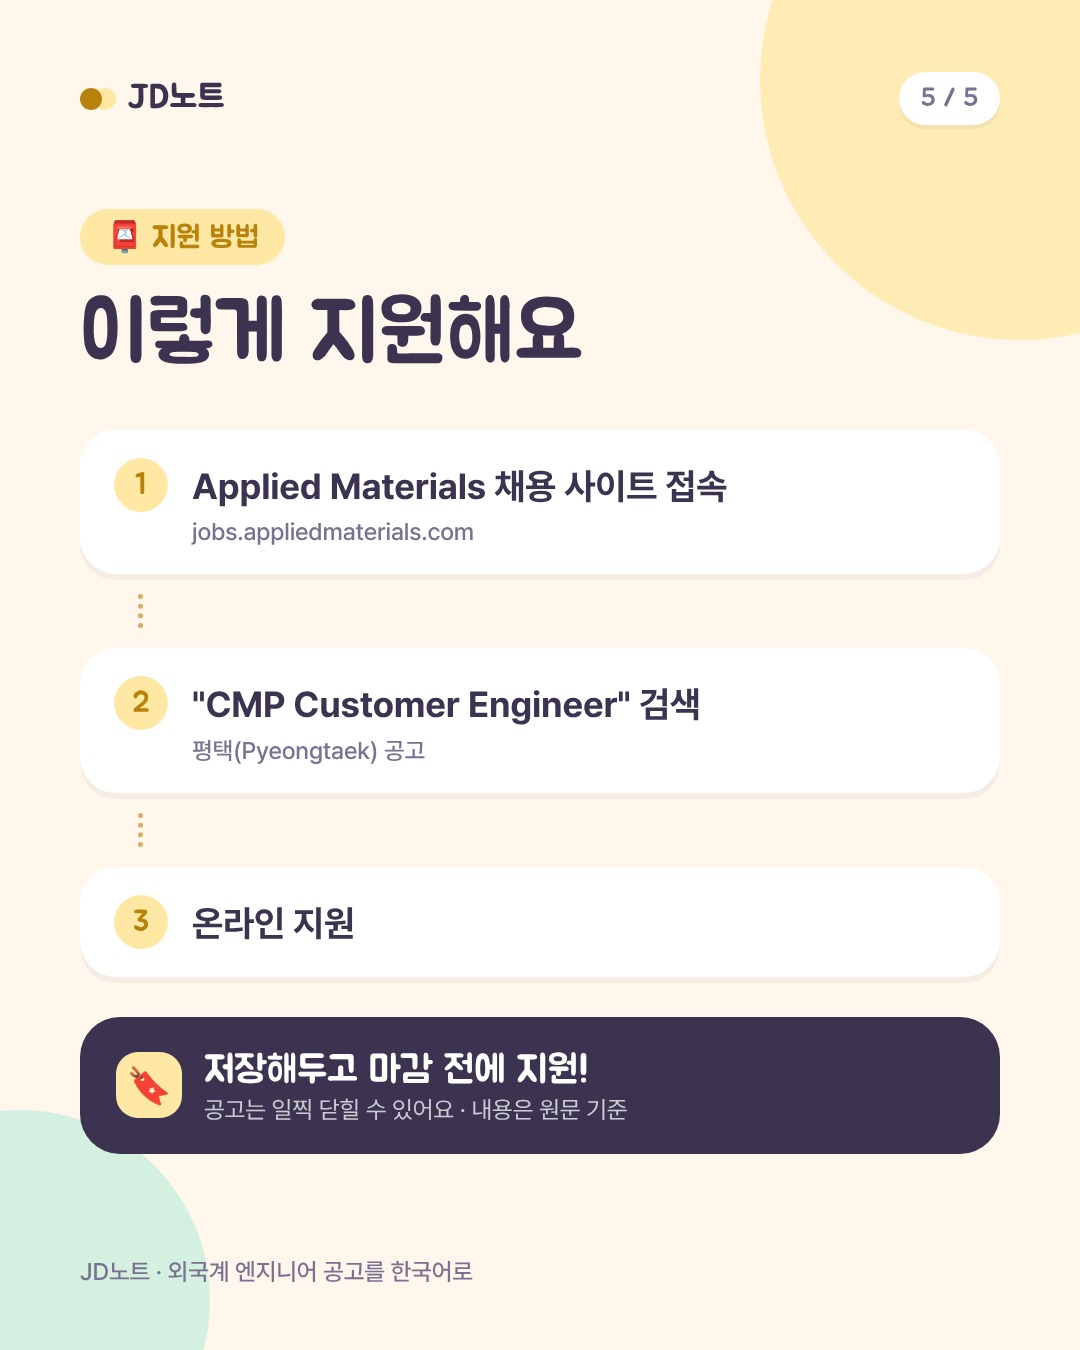 JD노트
5 / 5
지원 방법
이렇게 지원해요
1
Applied Materials 채용 사이트 접속
jobs.appliedmaterials.com
2
"CMP Customer Engineer" 검색
평택(Pyeongtaek) 공고
3
온라인 지원
저장해두고 마감 전에 지원!
공고는 일찍 닫힐 수 있어요 · 내용은 원문 기준
JD노트 · 외국계 엔지니어 공고를 한국어로